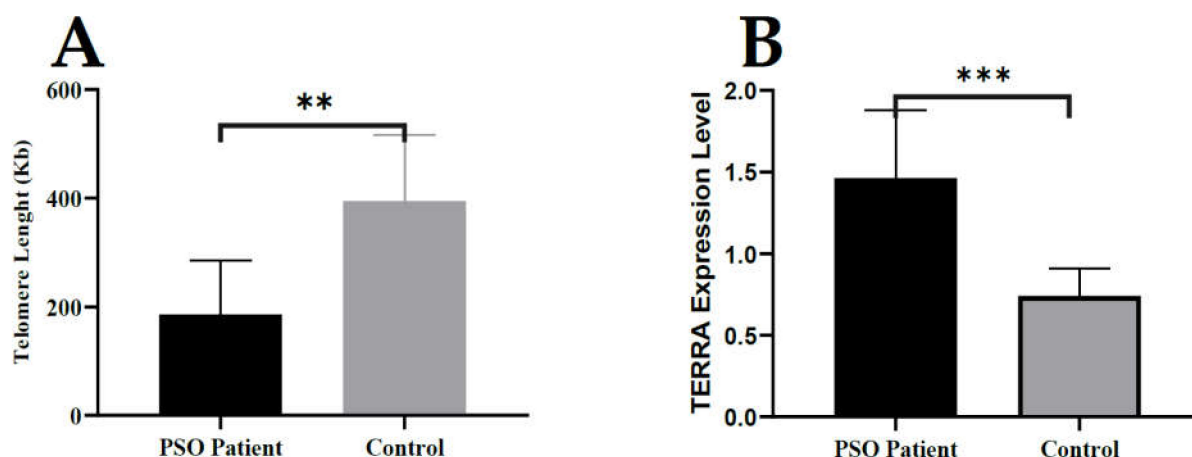 A
Telomere Lenght (Kb)
600
400
200
0
**
PSO Patient
Control
B
TERRA Expression Level
2.0
1.5
1.0
0.5
0.0
***
PSO Patient
Control